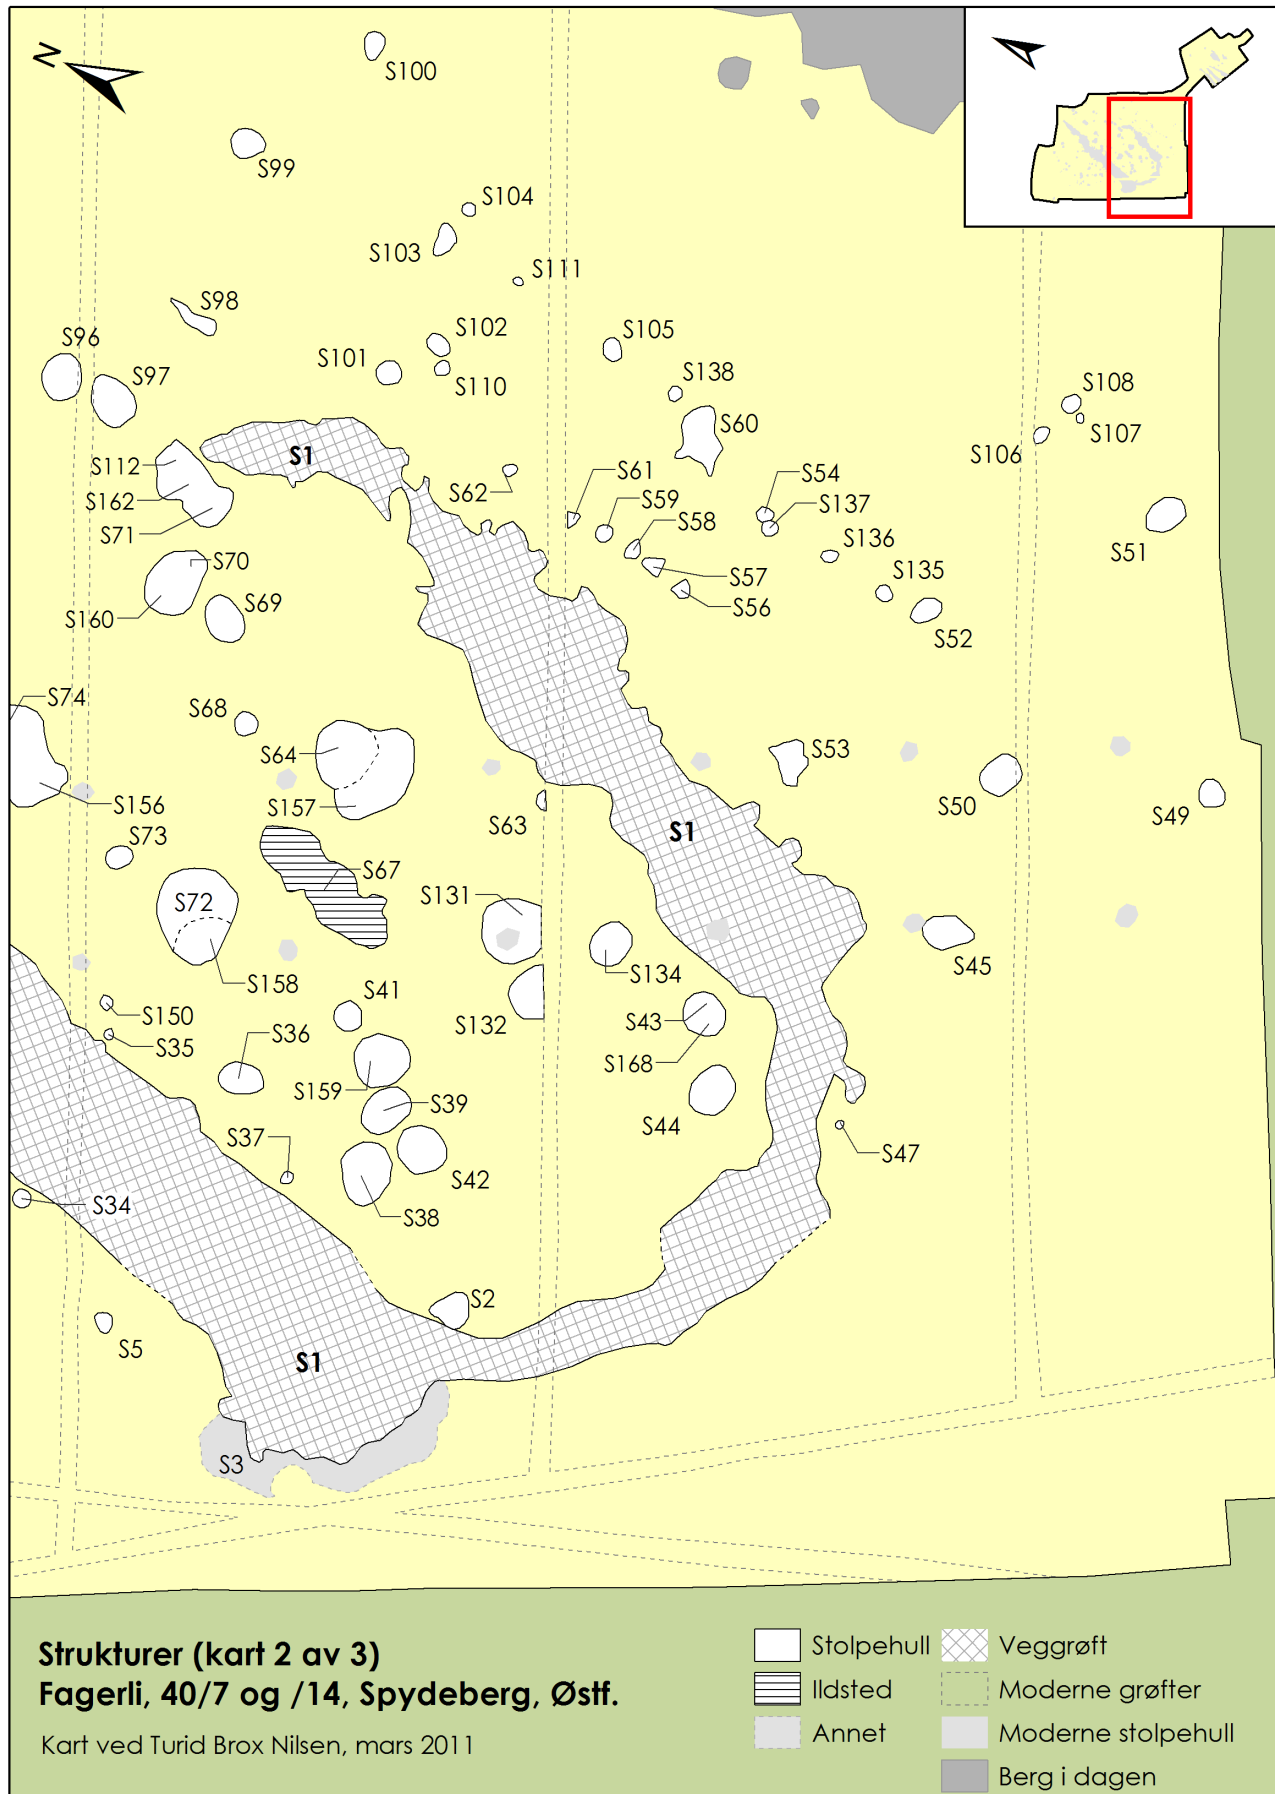 N
S100
S99
S104
S103
S111
S98
S102
S105
S96
S101
S110
S97
S138
S108
S60
S107
S106
S112
S1
S61
S54
S162
S62
S59
S137
S71
S58
S136
S51
S70
S57
S135
S160
S69
S56
S52
S74
S68
S64
S53
S156
S157
S63
S50
S49
S73
S1
S67
S72
S131
S158
S134
S45
S150
S41
S132
S43
S35
S36
S168
S159
S39
S44
S37
S42
S47
S34
S38
S2
S5
S1
S3
Strukturer (kart 2 av 3)
Fagerli, 40/7 og /14, Spydeberg, Østf.
Kart ved Turid Brox Nilsen, mars 2011
Stolpehull
Ildsted
Annet
Veggrøft
Moderne grøfter
Moderne stolpehull
Berg i dagen